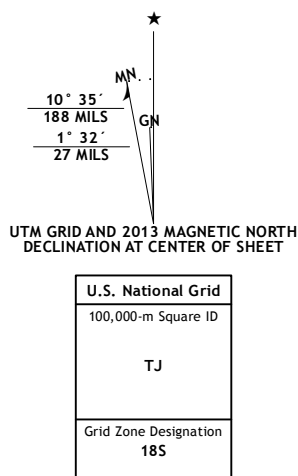 ★
MN
GN
10° 35´
188 MILS
1° 32´
27 MILS
UTM GRID AND 2013 MAGNETIC NORTH
DECLINATION AT CENTER OF SHEET
U.S. National Grid
100,000-m Square ID
TJ
Grid Zone Designation
18S